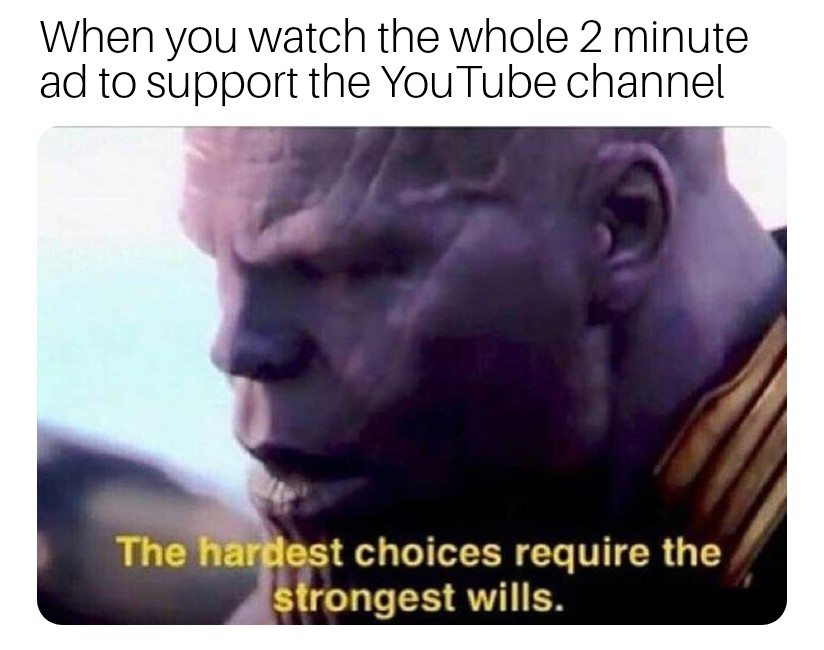 When you watch the whole 2 minute
ad to support the YouTube channel
The hardest choices require the
strongest wills.